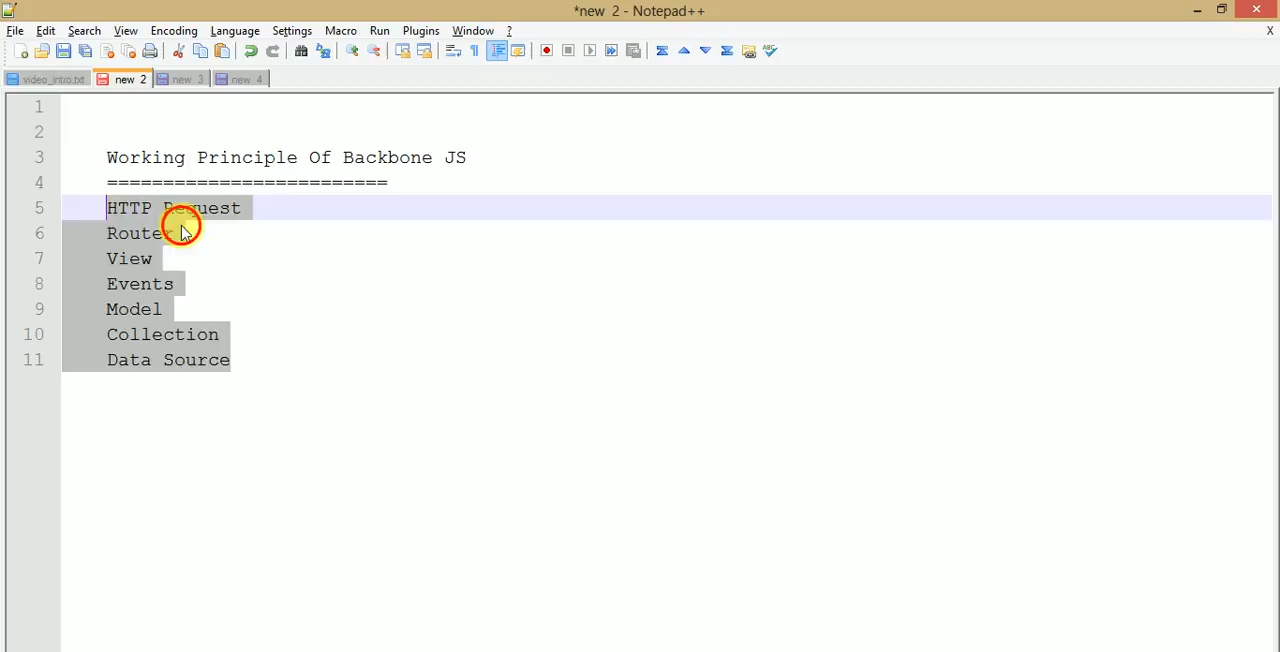 *new 2 - Notepad++
File Edit Search View Encoding Language Settings Macro Run Plugins Window ? X
video_intro.txt new 2 new 3 new 4
1
2
3 Working Principle Of Backbone JS
4 =========================
5 HTTP Request
6 Router
7 View
8 Events
9 Model
10 Collection
11 Data Source